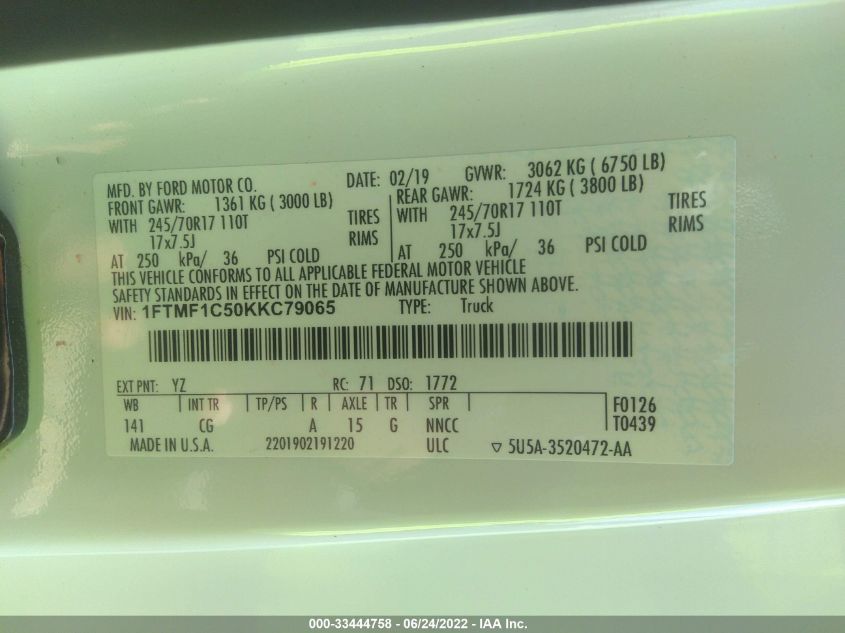 MFD. BY FORD MOTOR CO. DATE: 02/19 GVWR: 3062 KG ( 6750 LB)
FRONT GAWR: 1361 KG ( 3000 LB) REAR GAWR: 1724 KG ( 3800 LB)
WITH 245/70R17 110T TIRES WITH 245/70R17 110T TIRES
17x7.5J RIMS 17x7.5J RIMS
AT 250 kPa/ 36 PSI COLD AT 250 kPa/ 36 PSI COLD
THIS VEHICLE CONFORMS TO ALL APPLICABLE FEDERAL MOTOR VEHICLE
SAFETY STANDARDS IN EFFECT ON THE DATE OF MANUFACTURE SHOWN ABOVE.
VIN: 1FTMF1C50KKC79065 TYPE: Truck
EXT PNT: YZ RC: 71 DSO: 1772
WB INT TR TP/PS R AXLE TR SPR F0126
141 CG A 15 G NNCC T0439
MADE IN U.S.A. 2201902191220 ULC ▽ 5U5A-3520472-AA
000-33444758 - 06/24/2022 - IAA Inc.